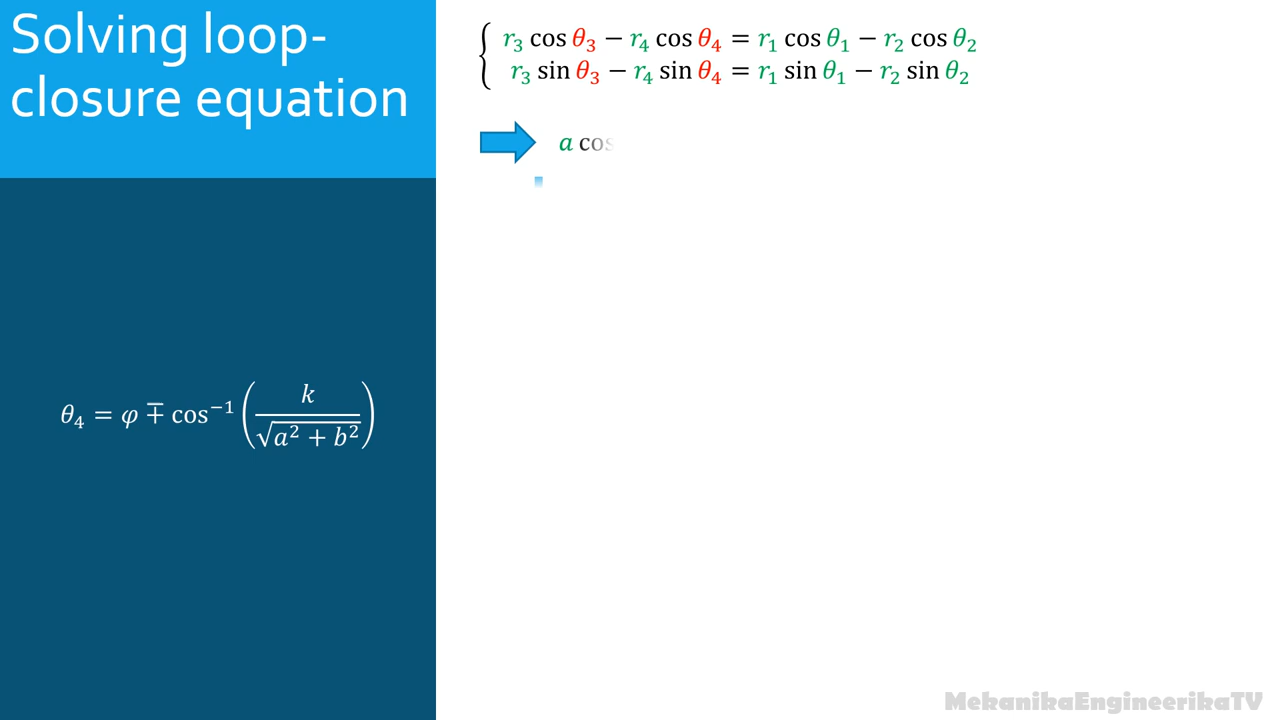 Solving loop-
closure equation
r₃ cos θ₃ − r₄ cos θ₄ = r₁ cos θ₁ − r₂ cos θ₂
r₃ sin θ₃ − r₄ sin θ₄ = r₁ sin θ₁ − r₂ sin θ₂
a cos
θ₄ = φ ∓ cos⁻¹ (k / √(a² + b²))
MekanikaEngineerikaTV